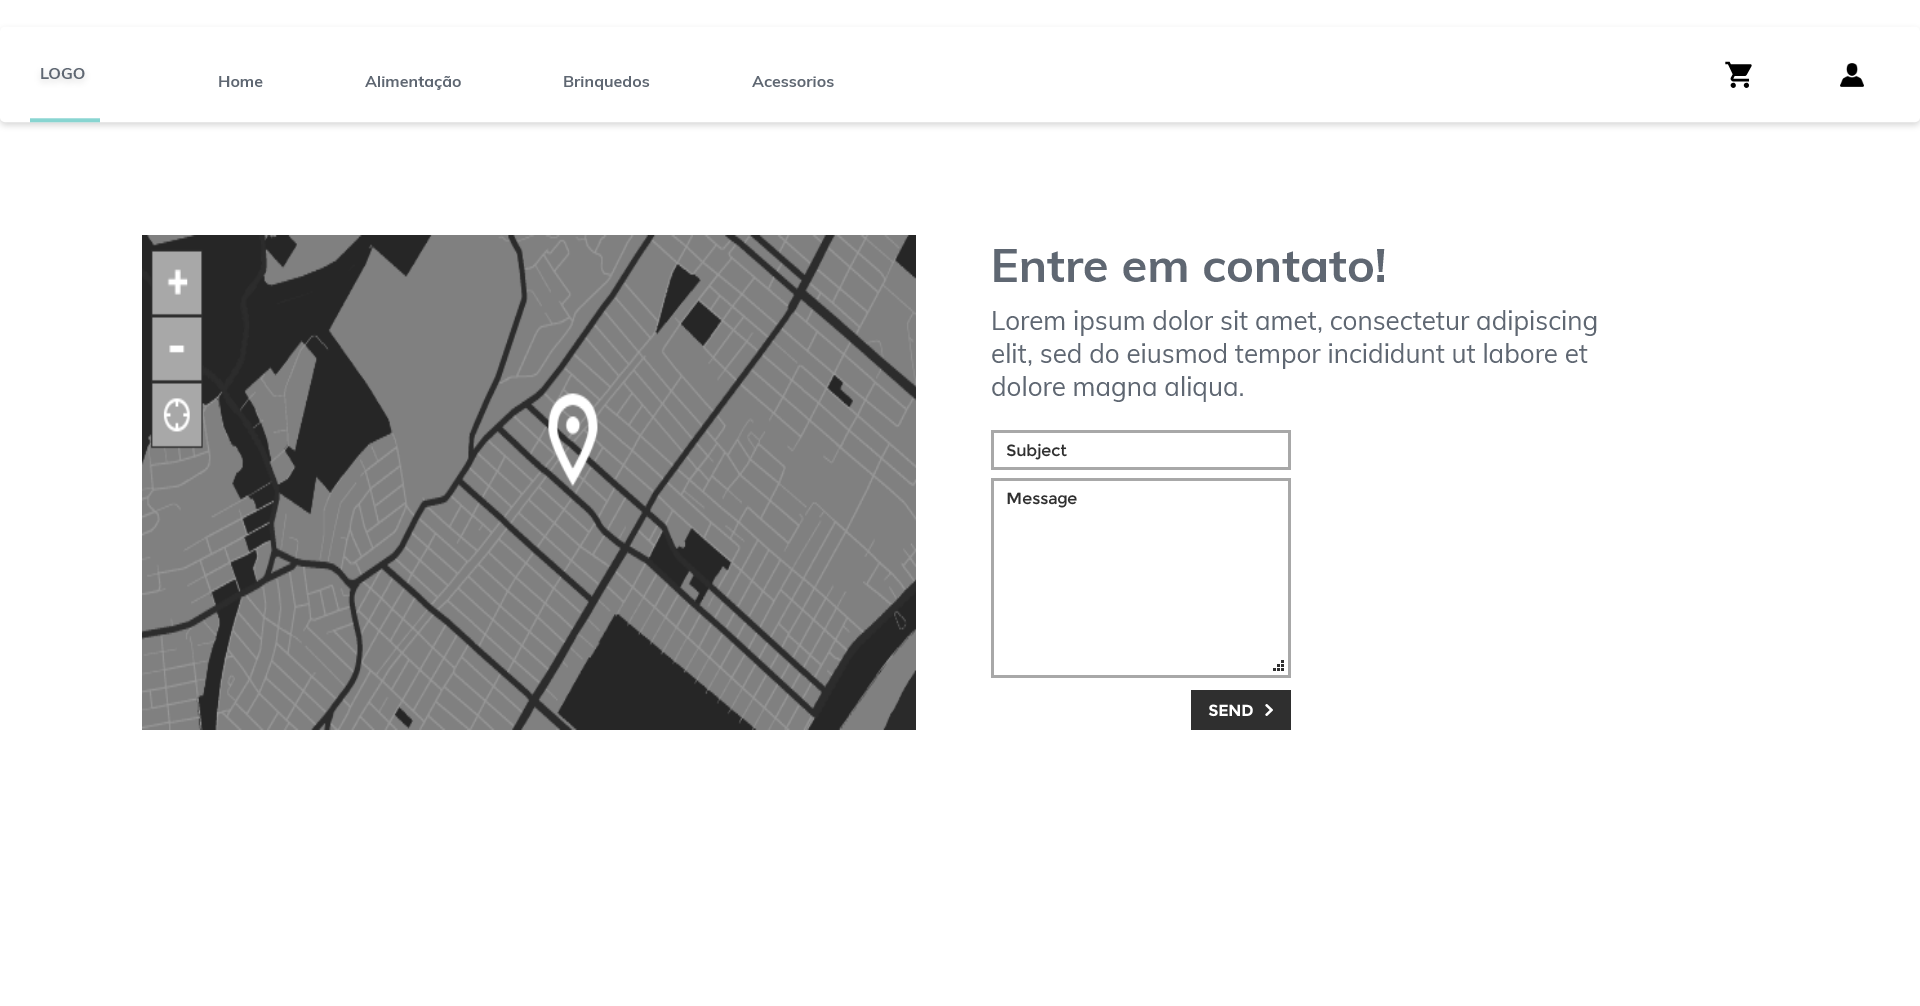 LOGO
Home
Alimentação
Brinquedos
Acessorios
+
-
Entre em contato!
Lorem ipsum dolor sit amet, consectetur adipiscing
elit, sed do eiusmod tempor incididunt ut labore et
dolore magna aliqua.
Subject
Message
SEND